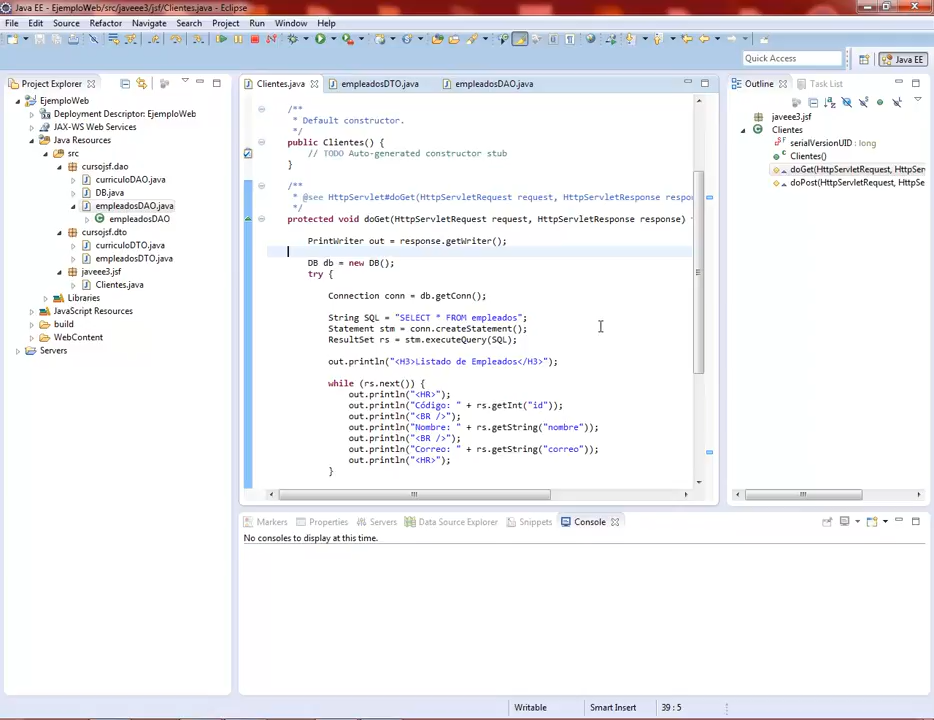 Java EE - EjemploWeb/src/javeee3/jsf/Clientes.java - Eclipse
File Edit Source Refactor Navigate Search Project Run Window Help
Quick Access
Java EE
Project Explorer
EjemploWeb
Deployment Descriptor: EjemploWeb
JAX-WS Web Services
Java Resources
src
cursojsf.dao
curriculoDAO.java
DB.java
empleadosDAO.java
empleadosDAO
cursojsf.dto
curriculoDTO.java
empleadosDTO.java
javeee3.jsf
Clientes.java
Libraries
JavaScript Resources
build
WebContent
Servers
Clientes.java empleadosDTO.java empleadosDAO.java
/**
* Default constructor.
*/
public Clientes() {
// TODO Auto-generated constructor stub
}
/**
* @see HttpServlet#doGet(HttpServletRequest request, HttpServletResponse respor
*/
protected void doGet(HttpServletRequest request, HttpServletResponse response)
PrintWriter out = response.getWriter();
DB db = new DB();
try {
Connection conn = db.getConn();
String SQL = "SELECT * FROM empleados";
Statement stm = conn.createStatement();
ResultSet rs = stm.executeQuery(SQL);
out.println("<H3>Listado de Empleados</H3>");
while (rs.next()) {
out.println("<HR>");
out.println("Código: " + rs.getInt("id"));
out.println("<BR />");
out.println("Nombre: " + rs.getString("nombre"));
out.println("<BR />");
out.println("Correo: " + rs.getString("correo"));
out.println("<HR>");
}
Outline Task List
javeee3.jsf
Clientes
serialVersionUID : long
Clientes()
doGet(HttpServletRequest, HttpSen
doPost(HttpServletRequest, HttpSe
Markers Properties Servers Data Source Explorer Snippets Console
No consoles to display at this time.
Writable Smart Insert 39 : 5